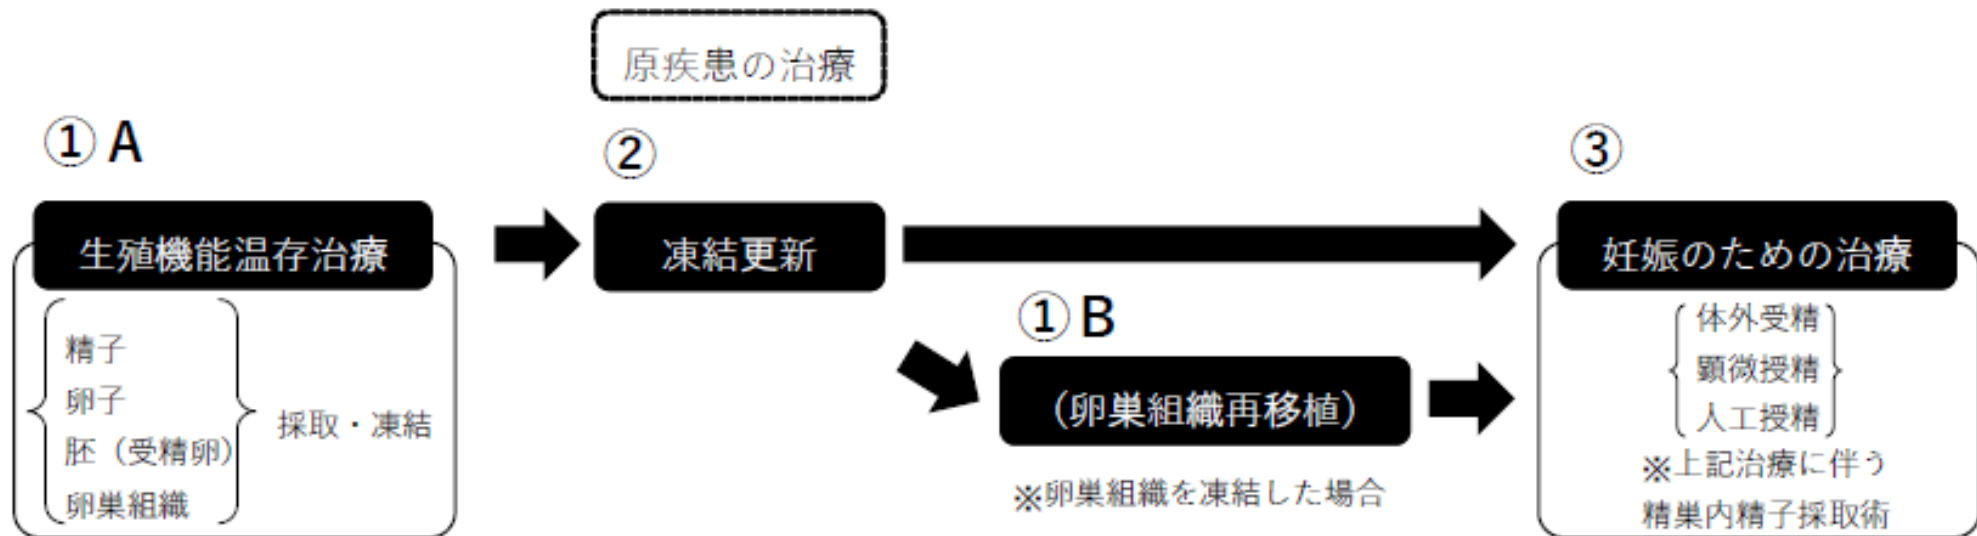 原疾患の治療
①A
生殖機能温存治療
精子
卵子
胚（受精卵）
卵巣組織
採取・凍結
②
凍結更新
①B
（卵巣組織再移植）
※卵巣組織を凍結した場合
③
妊娠のための治療
体外受精
顕微授精
人工授精
※上記治療に伴う
精巣内精子採取術